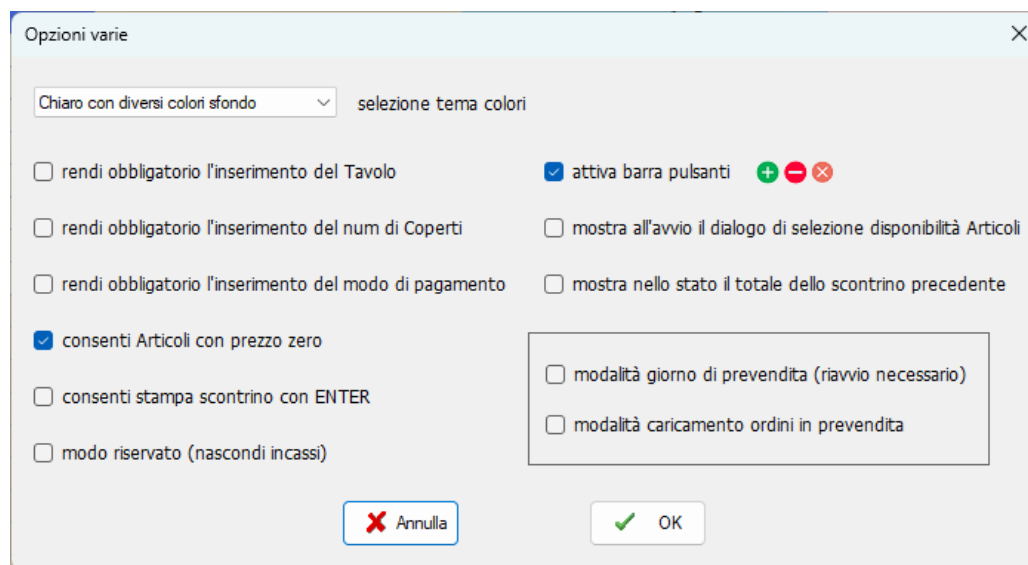 Opzioni varie
Chiaro con diversi colori sfondo
selezione tema colori
rendi obbligatorio l'inserimento del Tavolo
attiva barra pulsanti
rendi obbligatorio l'inserimento del num di Coperti
mostra all'avvio il dialogo di selezione disponibilità Articoli
rendi obbligatorio l'inserimento del modo di pagamento
mostra nello stato il totale dello scontrino precedente
consenti Articoli con prezzo zero
modalità giorno di prevendita (riavvio necessario)
consenti stampa scontrino con ENTER
modalità caricamento ordini in prevendita
modo riservato (nascondi incassi)
Annulla
OK